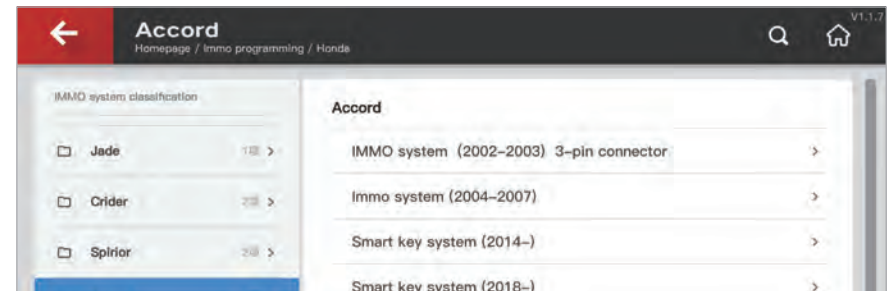 V1.1.7
Accord
Homepage / Immo programming / Honda
IMMO system classification
Jade
Crider
Spirior
Accord
IMMO system (2002-2003) 3-pin connector
Immo system (2004-2007)
Smart key system (2014-)
Smart key system (2018-)